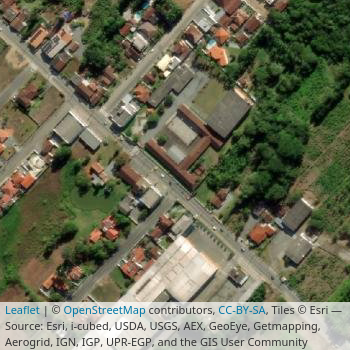 Leaflet | © OpenStreetMap contributors, CC-BY-SA, Tiles © Esri —
Source: Esri, i-cubed, USDA, USGS, AEX, GeoEye, Getmapping,
Aerogrid, IGN, IGP, UPR-EGP, and the GIS User Community